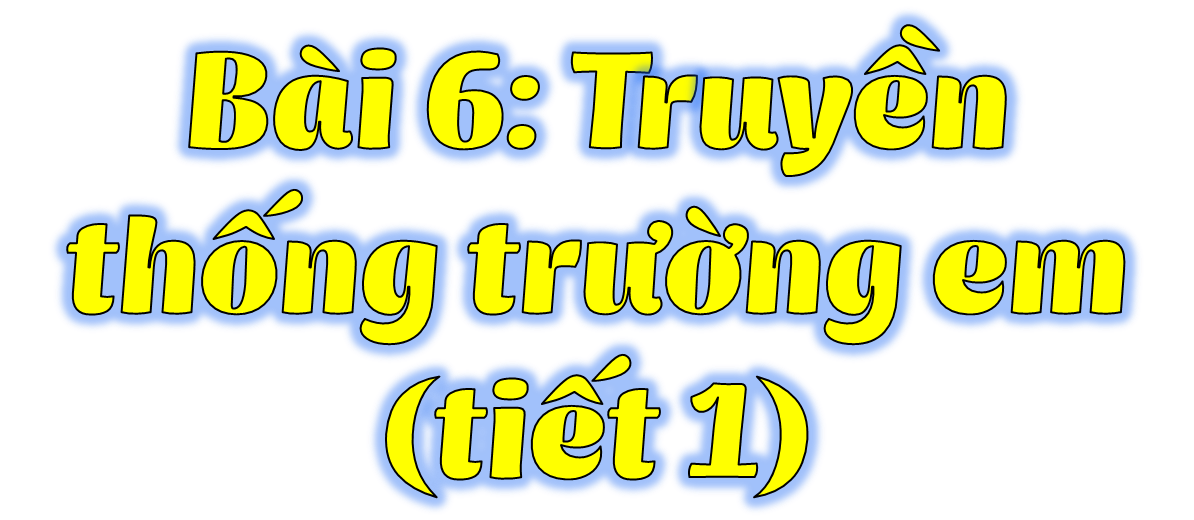 Bài 6: Truyền
thống trường em
(tiết 1)